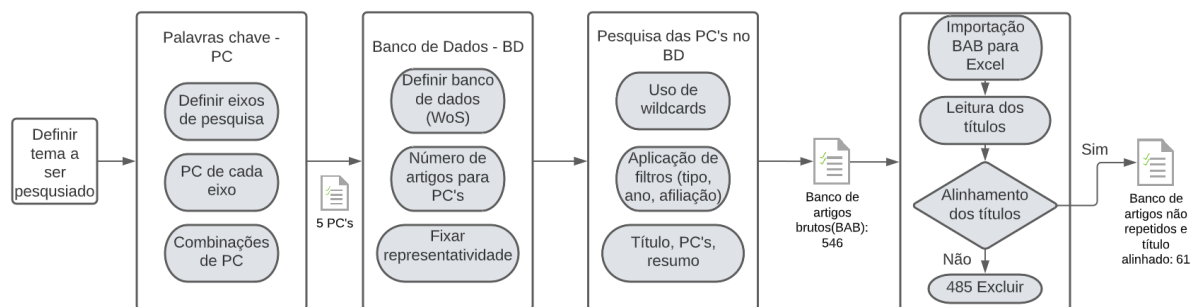 Definir
tema a
ser
pesqusiado
Palavras chave -
PC
Definir eixos
de pesquisa
PC de cada
eixo
Combinações
de PC
5 PC's
Banco de Dados - BD
Definir banco
de dados
(WoS)
Número de
artigos para
PC's
Fixar
representatividade
Pesquisa das PC's no
BD
Uso de
wildcards
Aplicação de
filtros (tipo,
ano, afiliação)
Título, PC's,
resumo
Banco de
artigos
brutos(BAB):
546
Importação
BAB para
Excel
Leitura dos
títulos
Alinhamento
dos títulos
Sim
Não
485 Excluir
Banco de
artigos não
repetidos e
título
alinhado: 61